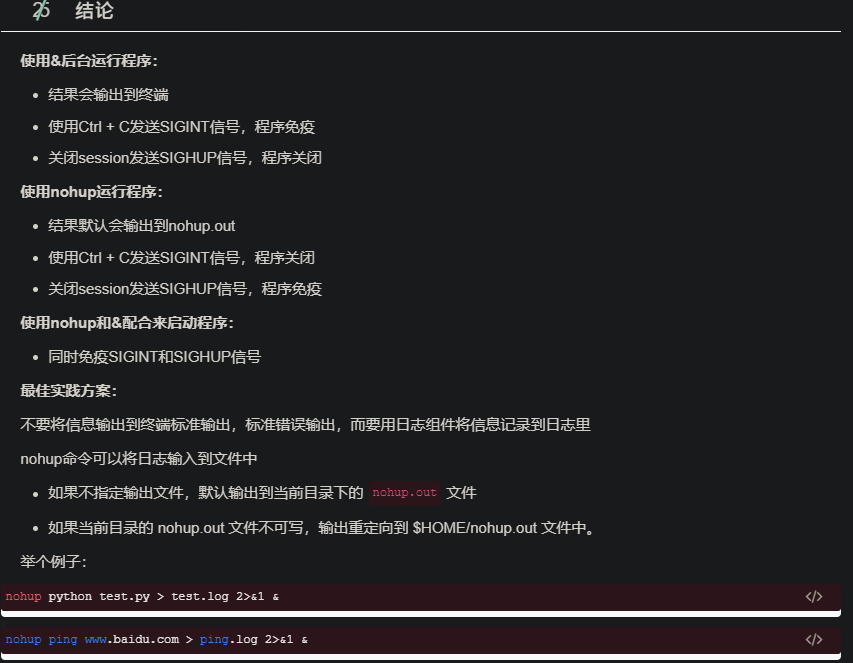 结论
使用&后台运行程序：
结果会输出到终端
使用Ctrl + C发送SIGINT信号，程序免疫
关闭session发送SIGHUP信号，程序关闭
使用nohup运行程序：
结果默认会输出到nohup.out
使用Ctrl + C发送SIGINT信号，程序关闭
关闭session发送SIGHUP信号，程序免疫
使用nohup和&配合来启动程序：
同时免疫SIGINT和SIGHUP信号
最佳实践方案：
不要将信息输出到终端标准输出，标准错误输出，而要用日志组件将信息记录到日志里
nohup命令可以将日志输入到文件中
如果不指定输出文件，默认输出到当前目录下的 nohup.out 文件
如果当前目录的 nohup.out 文件不可写，输出重定向到 $HOME/nohup.out 文件中。
举个例子：
nohup python test.py > test.log 2>&1 &
</>
nohup ping www.baidu.com > ping.log 2>&1 &
</>